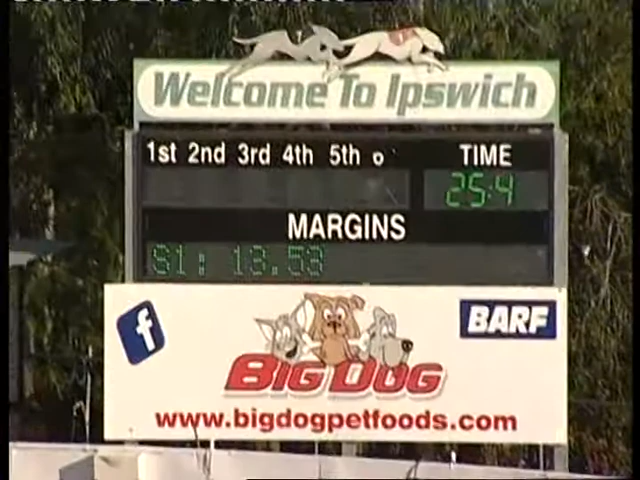 Welcome To Ipswich
1st 2nd 3rd 4th 5th
TIME
25:4
MARGINS
S1: 13.53
f
BARF
BIG DOG
www.bigdogpetfoods.com